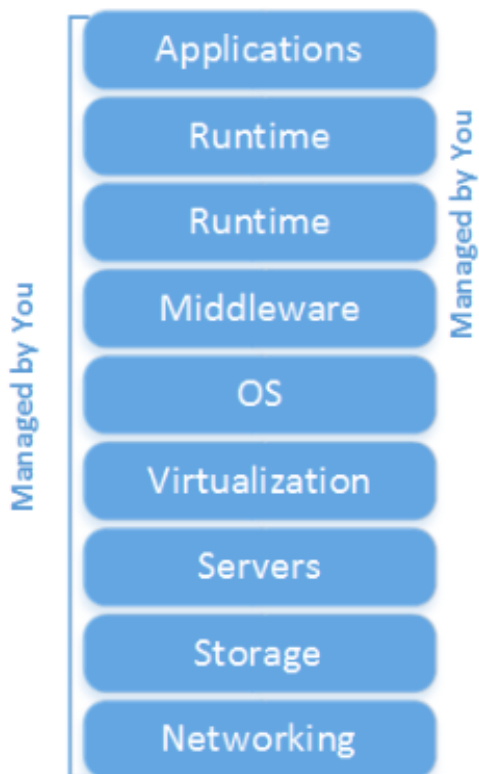 Applications
Runtime
Runtime
Middleware
OS
Virtualization
Servers
Storage
Networking
Managed by You
Managed by You